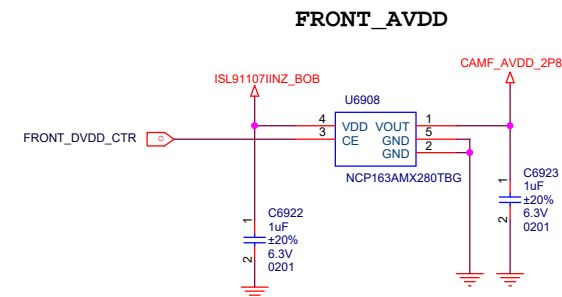 FRONT_AVDD
CAMF_AVDD_2P8
ISL91107IINZ_BOB
U6908
4 VDD VOUT 1
FRONT_DVDD_CTR 3 CE GND 5
GND 2
NCP163AMX280TBG
1 C6923
1uF
±20%
2 6.3V
0201
1 C6922
1uF
±20%
2 6.3V
0201